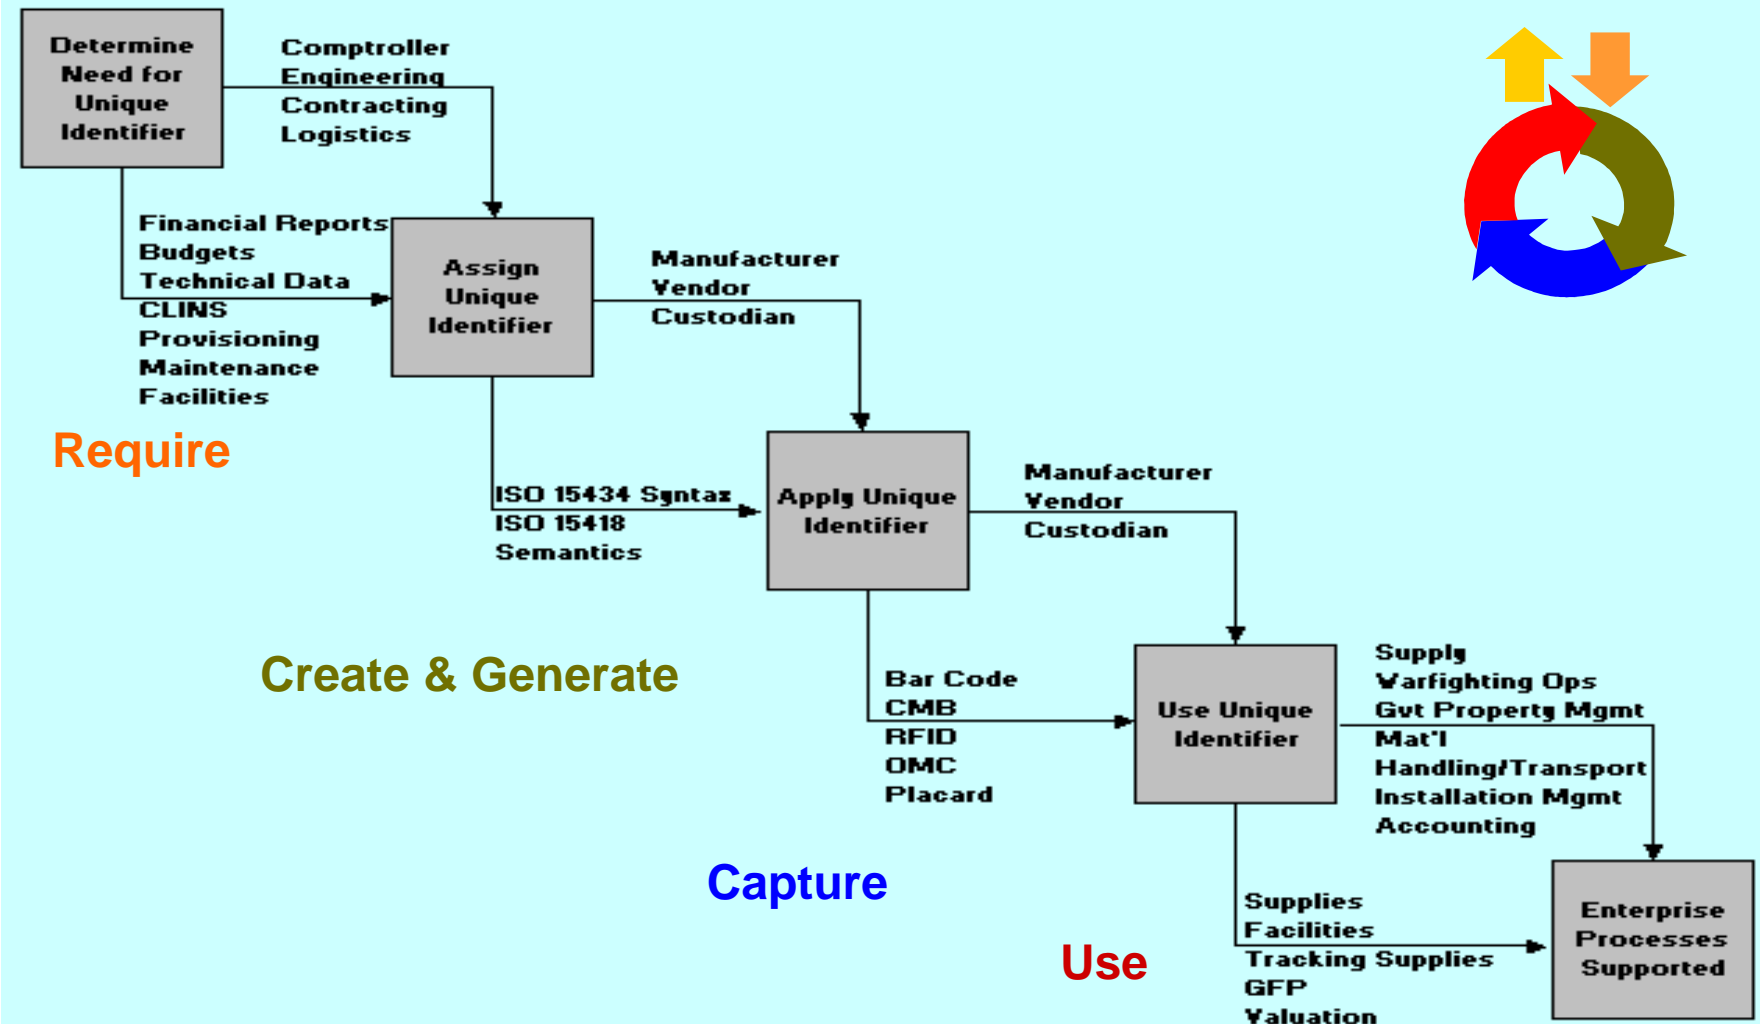 Determine
Need for
Unique
Identifier
Comptroller
Engineering
Contracting
Logistics
Financial Reports
Budgets
Technical Data
CLINS
Provisioning
Maintenance
Facilities
Assign
Unique
Identifier
Manufacturer
Vendor
Custodian
Require
ISO 15434 Syntax
ISO 15418
Semantics
Apply Unique
Identifier
Manufacturer
Vendor
Custodian
Create & Generate
Bar Code
CMB
RFID
OMC
Placard
Use Unique
Identifier
Supply
Warfighting Ops
Gvt Property Mgmt
Mat'l
Handling/Transport
Installation Mgmt
Accounting
Capture
Supplies
Facilities
Tracking Supplies
GFP
Valuation
Use
Enterprise
Processes
Supported